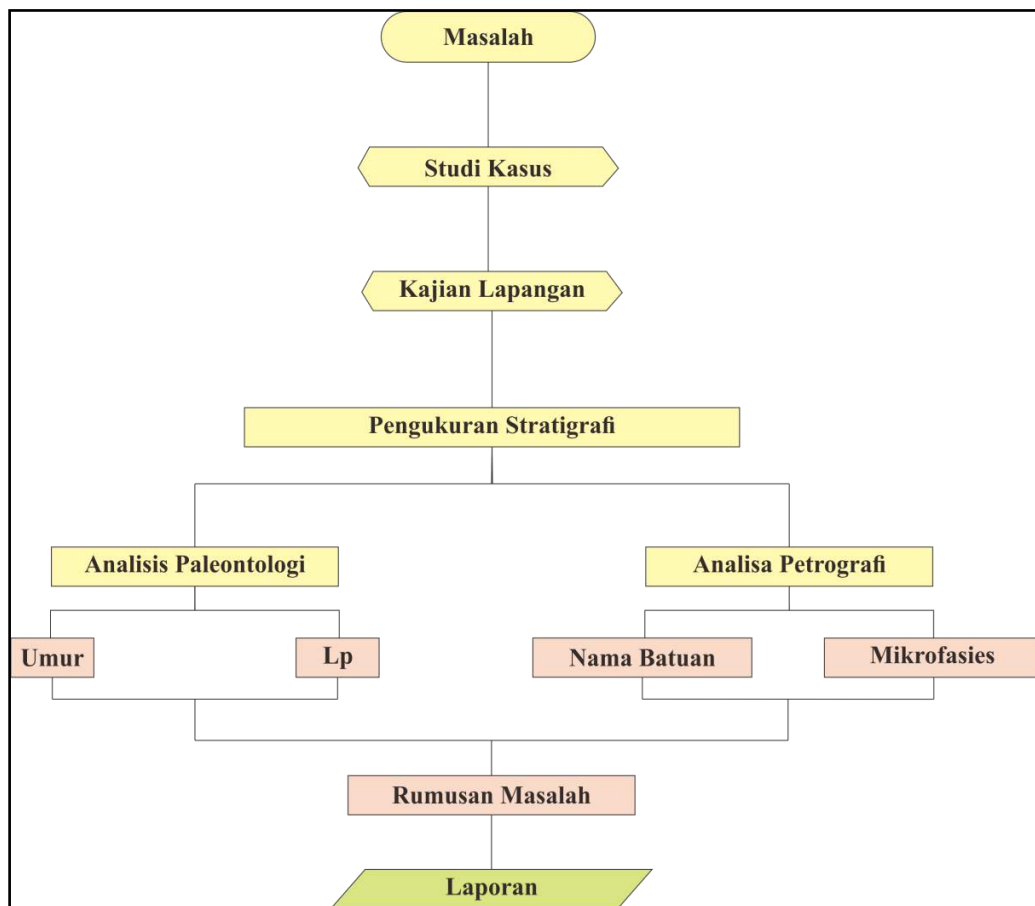 Masalah
Studi Kasus
Kajian Lapangan
Pengukuran Stratigrafi
Analisis Paleontologi
Analisa Petrografi
Umur
Lp
Nama Batuan
Mikrofasies
Rumusan Masalah
Laporan